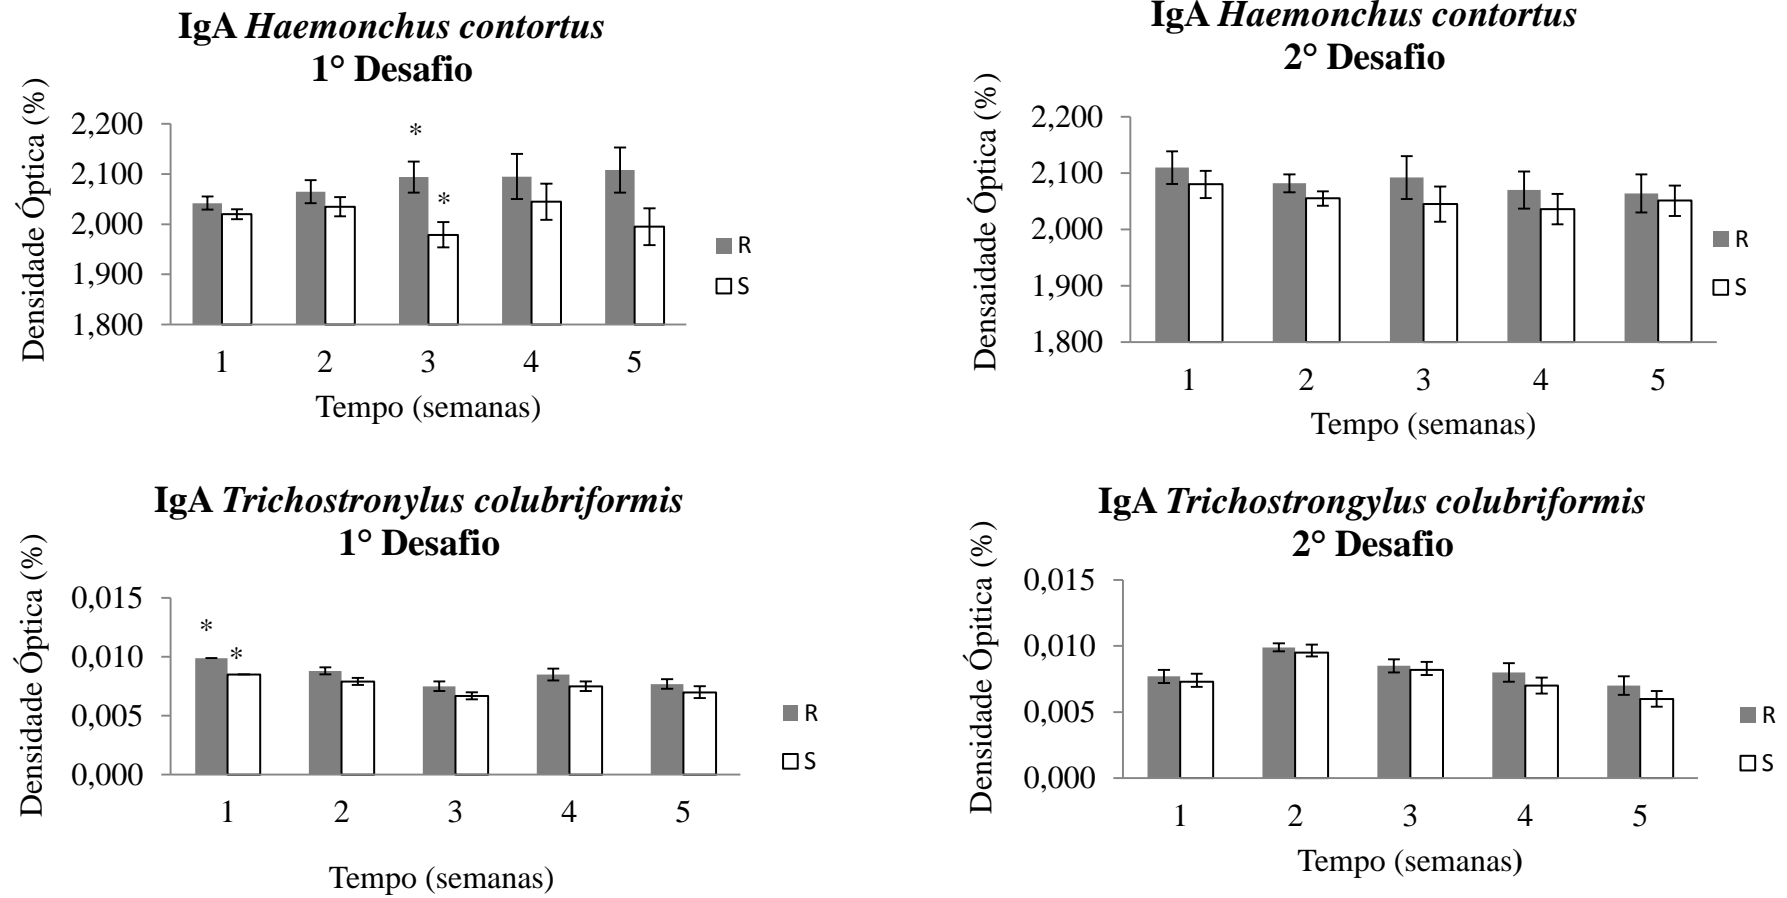 IgA Haemonchus contortus
1° Desafio
Densidade Óptica (%)
2,200
2,100
2,000
1,900
1,800
*
*
1 2 3 4 5
Tempo (semanas)
R
S
IgA Haemonchus contortus
2° Desafio
Densaidade Óptica (%)
2,200
2,100
2,000
1,900
1,800
1 2 3 4 5
Tempo (semanas)
R
S
IgA Trichostronylus colubriformis
1° Desafio
Densidade Óptica (%)
0,015
0,010
0,005
0,000
*
*
1 2 3 4 5
Tempo (semanas)
R
S
IgA Trichostrongylus colubriformis
2° Desafio
Densidade Ópitica (%)
0,015
0,010
0,005
0,000
1 2 3 4 5
Tempo (semanas)
R
S